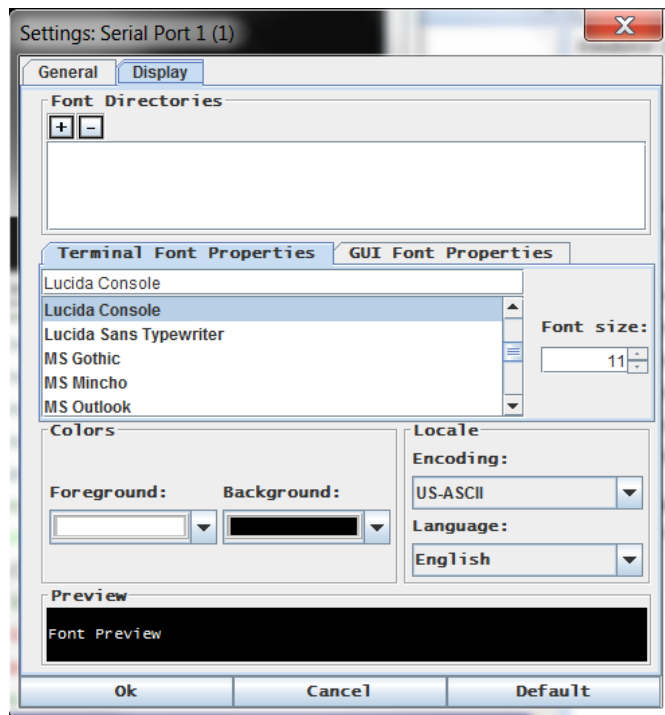 Settings: Serial Port 1 (1)
X
General Display
Font Directories
+ -
Terminal Font Properties GUI Font Properties
Lucida Console
Lucida Console
Lucida Sans Typewriter
MS Gothic
MS Mincho
MS Outlook
Font size:
11
Colors
Foreground: Background:
Locale
Encoding:
US-ASCII
Language:
English
Preview
Font Preview
Ok Cancel Default